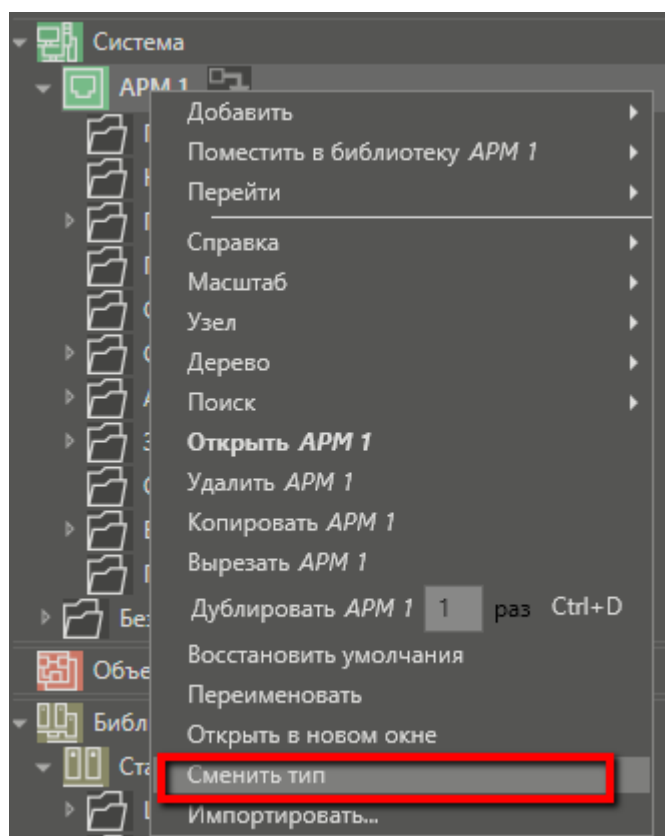 Система
АРМ 1
Добавить
Поместить в библиотеку АРМ 1
Перейти
Справка
Масштаб
Узел
Дерево
Поиск
Открыть АРМ 1
Удалить АРМ 1
Копировать АРМ 1
Вырезать АРМ 1
Дублировать АРМ 1 1 раз Ctrl+D
Восстановить умолчания
Переименовать
Открыть в новом окне
Сменить тип
Импортировать...